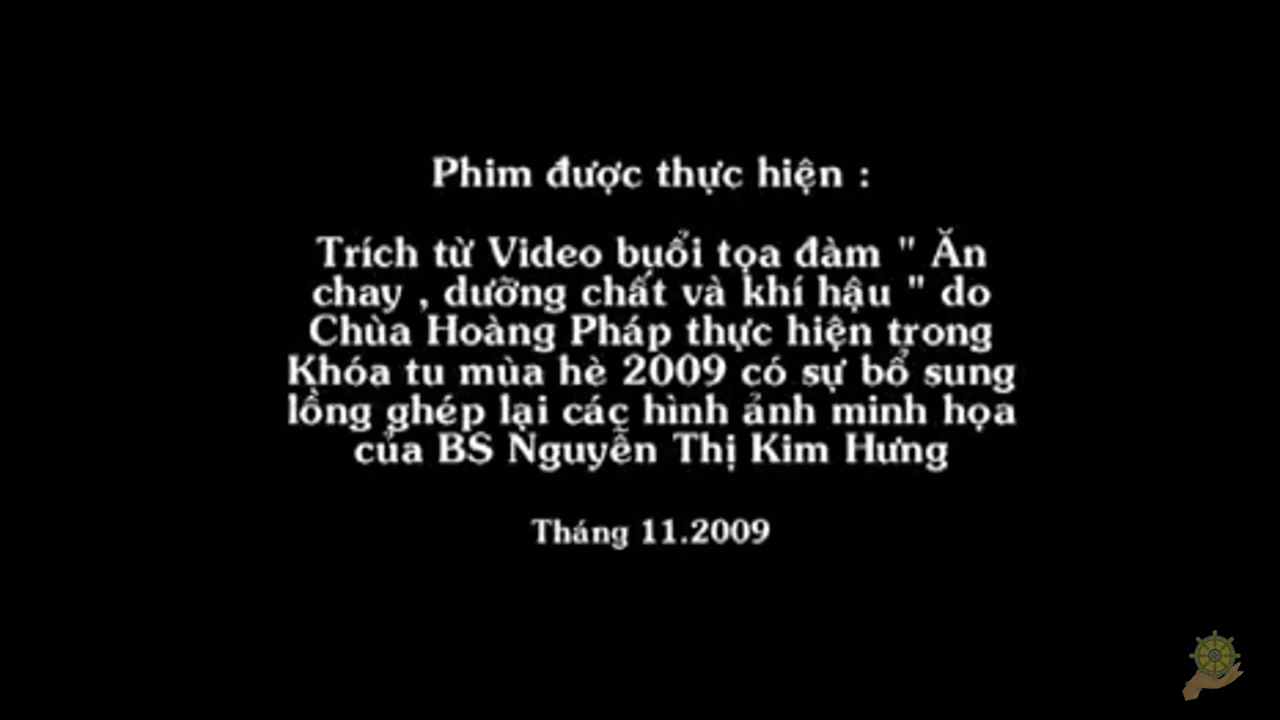 Phim được thực hiện :
Trích từ Video buổi tọa đàm " Ăn
chay , dưỡng chất và khí hậu " do
Chùa Hoàng Pháp thực hiện trong
Khóa tu mùa hè 2009 có sự bổ sung
lồng ghép lại các hình ảnh minh họa
của BS Nguyễn Thị Kim Hưng
Tháng 11.2009